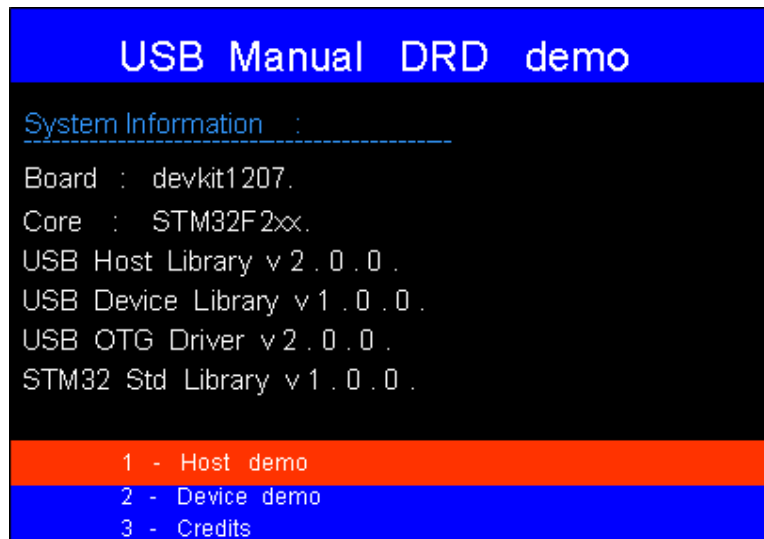 USB Manual DRD demo
System Information :
Board : devkit1207.
Core : STM32F2xx.
USB Host Library v2.0.0.
USB Device Library v1.0.0.
USB OTG Driver v2.0.0.
STM32 Std Library v1.0.0.
1 - Host demo
2 - Device demo
3 - Credits